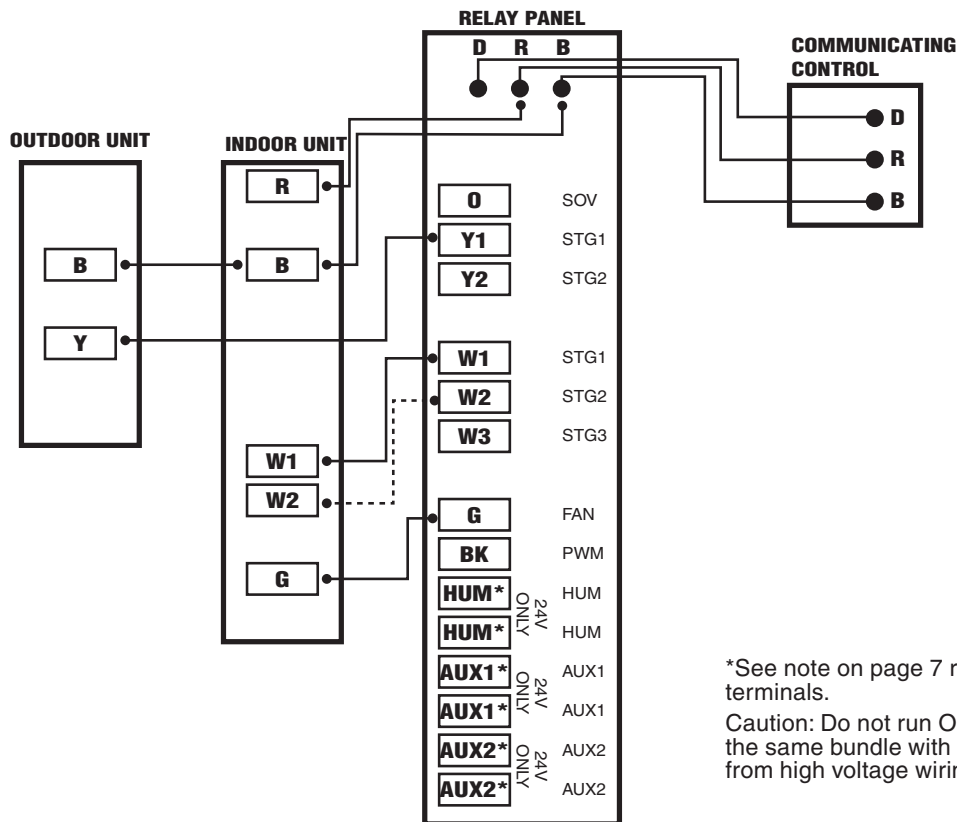 RELAY PANEL
D R B
COMMUNICATING
CONTROL
D
R
B
OUTDOOR UNIT
B
Y
INDOOR UNIT
R
B
W1
W2
G
O SOV
Y1 STG1
Y2 STG2
W1 STG1
W2 STG2
W3 STG3
G FAN
BK PWM
HUM* HUM
24V
ONLY
HUM* HUM
AUX1* AUX1
24V
ONLY
AUX1* AUX1
AUX2* AUX2
24V
ONLY
AUX2* AUX2
*See note on page 7
terminals.
Caution: Do not run
the same bundle with
from high voltage